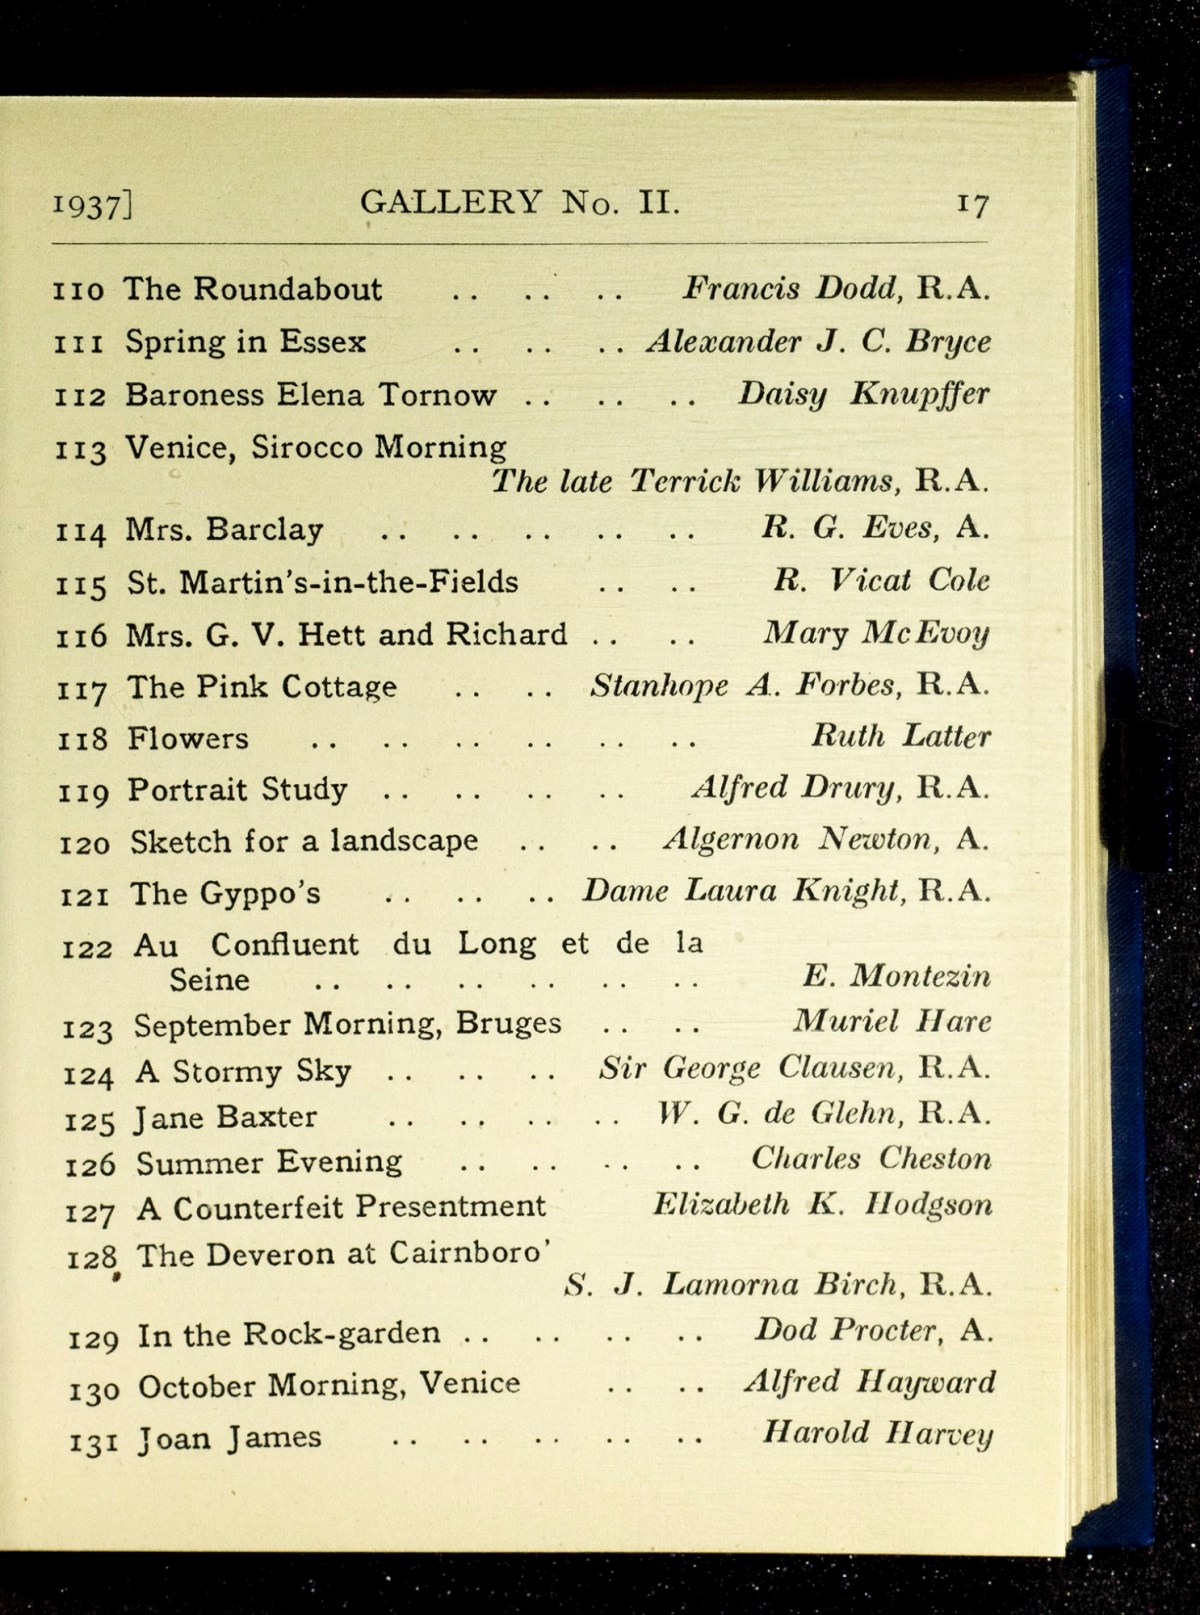 1937] GALLERY No. II. 17
110 The Roundabout .. .. .. Francis Dodd, R.A.
111 Spring in Essex .. .. .. Alexander J. C. Bryce
112 Baroness Elena Tornow .. .. .. Daisy Knupffer
113 Venice, Sirocco Morning
The late Terrick Williams, R.A.
114 Mrs. Barclay .. .. .. .. .. R. G. Eves, A.
115 St. Martin's-in-the-Fields .. .. R. Vicat Cole
116 Mrs. G. V. Hett and Richard .. .. Mary McEvoy
117 The Pink Cottage .. .. Stanhope A. Forbes, R.A.
118 Flowers .. .. .. .. .. .. Ruth Latter
119 Portrait Study .. .. .. .. Alfred Drury, R.A.
120 Sketch for a landscape .. .. Algernon Newton, A.
121 The Gyppo's .. .. .. Dame Laura Knight, R.A.
122 Au Confluent du Long et de la
Seine .. .. .. .. .. .. E. Montezin
123 September Morning, Bruges .. .. Muriel Hare
124 A Stormy Sky .. .. .. Sir George Clausen, R.A.
125 Jane Baxter .. .. .. .. W. G. de Glehn, R.A.
126 Summer Evening .. .. .. .. Charles Cheston
127 A Counterfeit Presentment Elizabeth K. Hodgson
128 The Deveron at Cairnboro'
S. J. Lamorna Birch, R.A.
129 In the Rock-garden .. .. .. .. Dod Procter, A.
130 October Morning, Venice .. .. Alfred Hayward
131 Joan James .. .. .. .. .. Harold Harvey